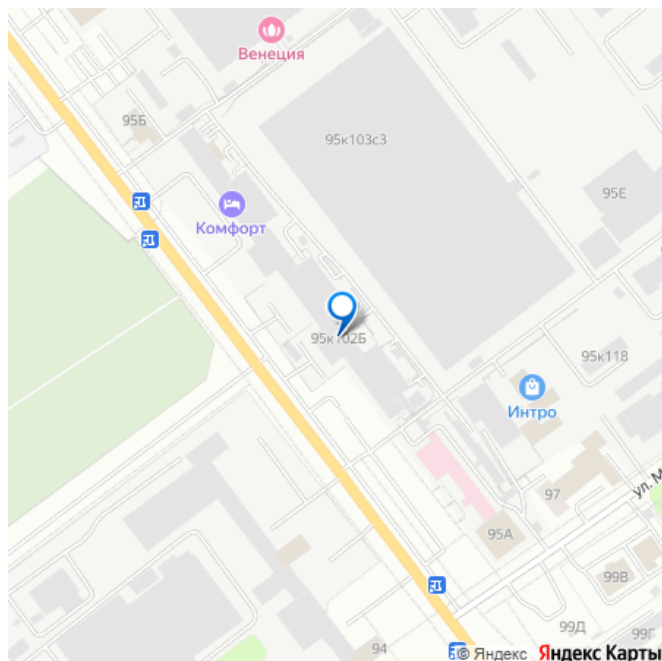 Венеция
95Б
95к103с3
95Е
Комфорт
95к102Б
95к118
Интро
ул. М
97
95А
99В
99Д
99Г
94
© Яндекс Яндекс Карты